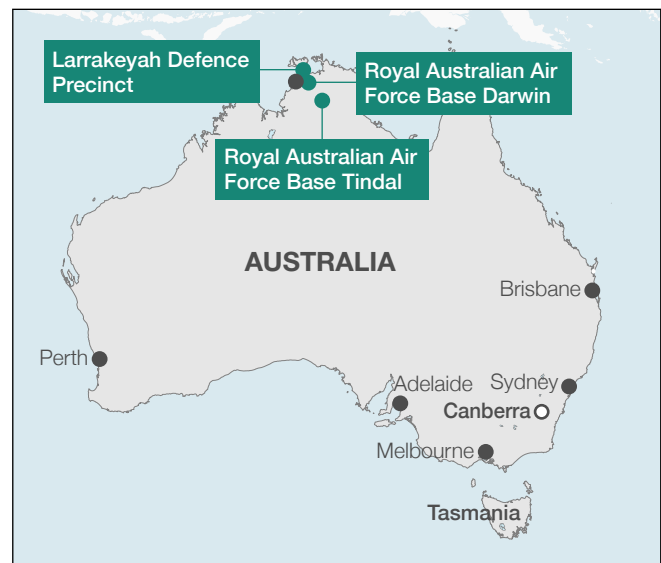 Larrakeyah Defence
Precinct
Royal Australian Air
Force Base Darwin
Royal Australian Air
Force Base Tindal
AUSTRALIA
Brisbane
Perth
Adelaide
Sydney
Canberra
Melbourne
Tasmania